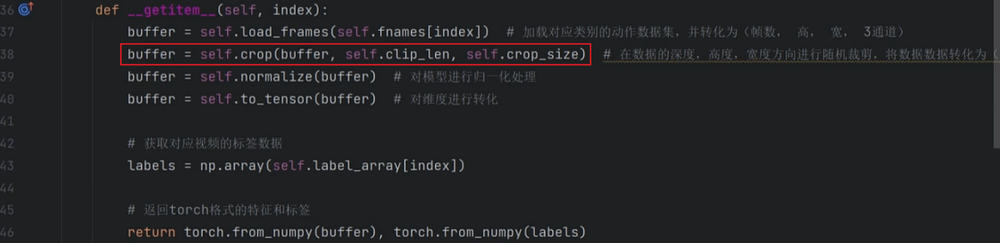 36 def __getitem__(self, index):
37 buffer = self.load_frames(self.fnames[index])  # 加载对应类别的动作数据集，并转化为（帧数， 高， 宽， 3通道）
38 buffer = self.crop(buffer, self.clip_len, self.crop_size)  # 在数据的深度，高度，宽度方向进行随机裁剪，将数据数据转化为（
39 buffer = self.normalize(buffer)  # 对模型进行归一化处理
40 buffer = self.to_tensor(buffer)  # 对维度进行转化
41
42 # 获取对应视频的标签数据
43 labels = np.array(self.label_array[index])
44
45 # 返回torch格式的特征和标签
46 return torch.from_numpy(buffer), torch.from_numpy(labels)